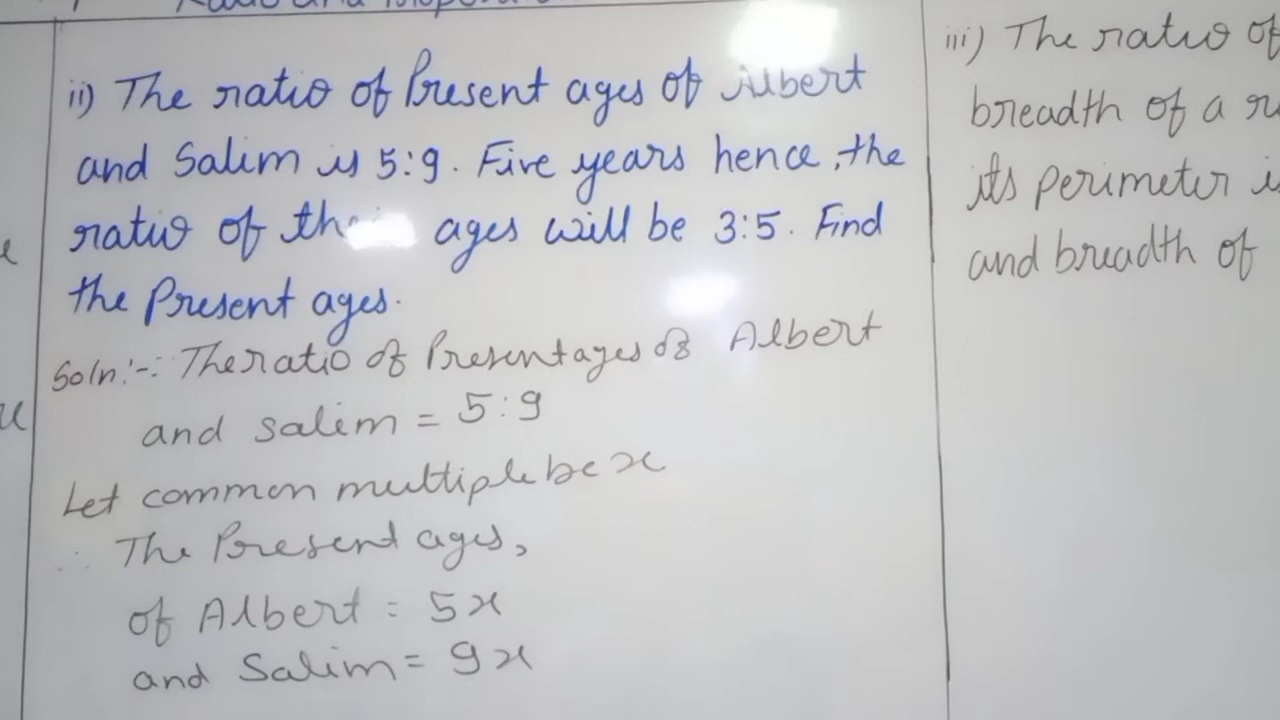 ii) The ratio of Present ages of Albert
and Salim is 5:9. Five years hence, the
ratio of ages will be 3:5. Find
the Present ages.
Soln:-: The ratio of Present ages of Albert
and Salim = 5:9
Let common multiple be x
∴ The Present ages,
of Albert = 5x
and Salim = 9x
iii) The ratio of
breadth of a
its perimeter
and breadth of